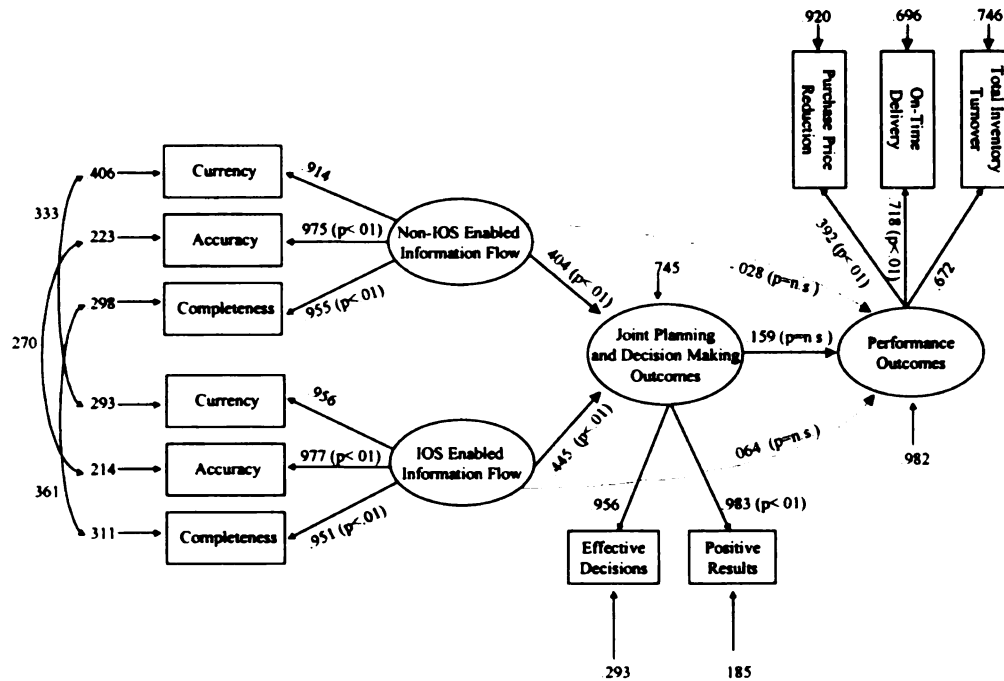 .920
.696
.746
Purchase Price
Reduction
On-Time
Delivery
Total Inventory
Turnover
.392 (p<.01)
.718 (p<.01)
.672
406
Currency
.914
333
223
Accuracy
975 (p<.01)
Non-IOS Enabled
Information Flow
298
Completeness
955 (p<.01)
404 (p<.01)
.745
028 (p=n s)
270
Joint Planning
and Decision Making
Outcomes
159 (p=n s)
Performance
Outcomes
293
Currency
956
445 (p<.01)
064 (p=n s)
982
214
Accuracy
977 (p<.01)
IOS Enabled
Information Flow
361
311
Completeness
.951 (p<.01)
956
.983 (p<.01)
Effective
Decisions
Positive
Results
.293
185